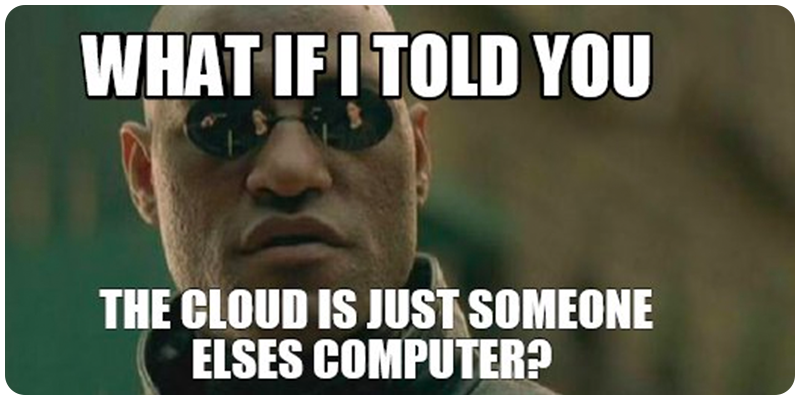 WHAT IF I TOLD YOU
THE CLOUD IS JUST SOMEONE
ELSES COMPUTER?